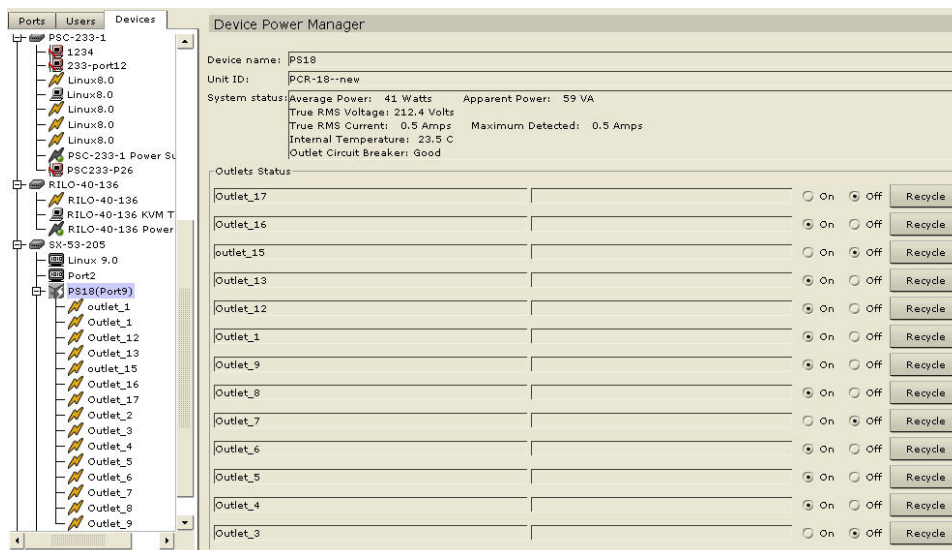 Ports Users Devices
PSC-233-1
1234
233-port12
Linux8.0
Linux8.0
Linux8.0
Linux8.0
Linux8.0
PSC-233-1 Power Su
PSC233-P26
RILO-40-136
RILO-40-136
RILO-40-136 KVM T
RILO-40-136 Power
SX-53-205
Linux 9.0
Port2
PS18(Port9)
outlet_1
Outlet_1
Outlet_12
Outlet_13
outlet_15
Outlet_16
Outlet_17
Outlet_2
Outlet_3
Outlet_4
Outlet_5
Outlet_6
Outlet_7
Outlet_8
Outlet_9
Device Power Manager
Device name: PS18
Unit ID: PCR-18--new
System status: Average Power: 41 Watts Apparent Power: 59 VA
True RMS Voltage: 212.4 Volts
True RMS Current: 0.5 Amps Maximum Detected: 0.5 Amps
Internal Temperature: 23.5 C
Outlet Circuit Breaker: Good
Outlets Status
Outlet_17 On Off Recycle
Outlet_16 On Off Recycle
outlet_15 On Off Recycle
Outlet_13 On Off Recycle
Outlet_12 On Off Recycle
Outlet_1 On Off Recycle
Outlet_9 On Off Recycle
Outlet_8 On Off Recycle
Outlet_7 On Off Recycle
Outlet_6 On Off Recycle
Outlet_5 On Off Recycle
Outlet_4 On Off Recycle
Outlet_3 On Off Recycle